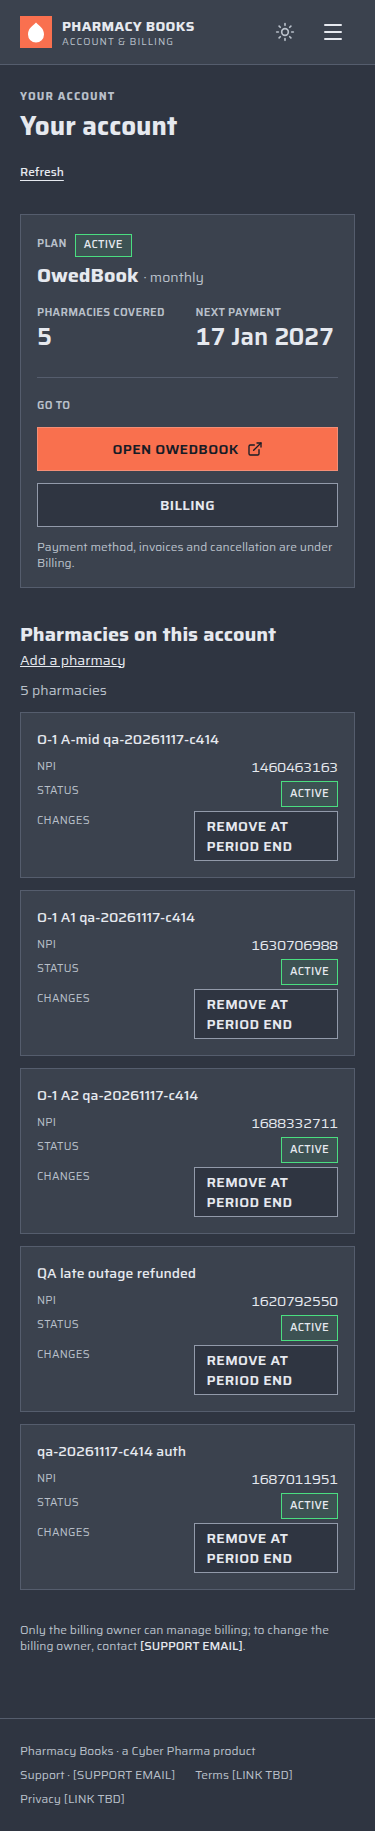 PHARMACY BOOKS
ACCOUNT & BILLING
YOUR ACCOUNT
Your account
Refresh
PLAN ACTIVE
OwedBook · monthly
PHARMACIES COVERED NEXT PAYMENT
5 17 Jan 2027
GO TO
OPEN OWEDBOOK
BILLING
Payment method, invoices and cancellation are under
Billing.
Pharmacies on this account
Add a pharmacy
5 pharmacies
O-1 A-mid qa-20261117-c414
NPI 1460463163
STATUS ACTIVE
CHANGES REMOVE AT
PERIOD END
O-1 A1 qa-20261117-c414
NPI 1630706988
STATUS ACTIVE
CHANGES REMOVE AT
PERIOD END
O-1 A2 qa-20261117-c414
NPI 1688332711
STATUS ACTIVE
CHANGES REMOVE AT
PERIOD END
QA late outage refunded
NPI 1620792550
STATUS ACTIVE
CHANGES REMOVE AT
PERIOD END
qa-20261117-c414 auth
NPI 1687011951
STATUS ACTIVE
CHANGES REMOVE AT
PERIOD END
Only the billing owner can manage billing; to change the
billing owner, contact [SUPPORT EMAIL].
Pharmacy Books · a Cyber Pharma product
Support · [SUPPORT EMAIL] Terms [LINK TBD]
Privacy [LINK TBD]